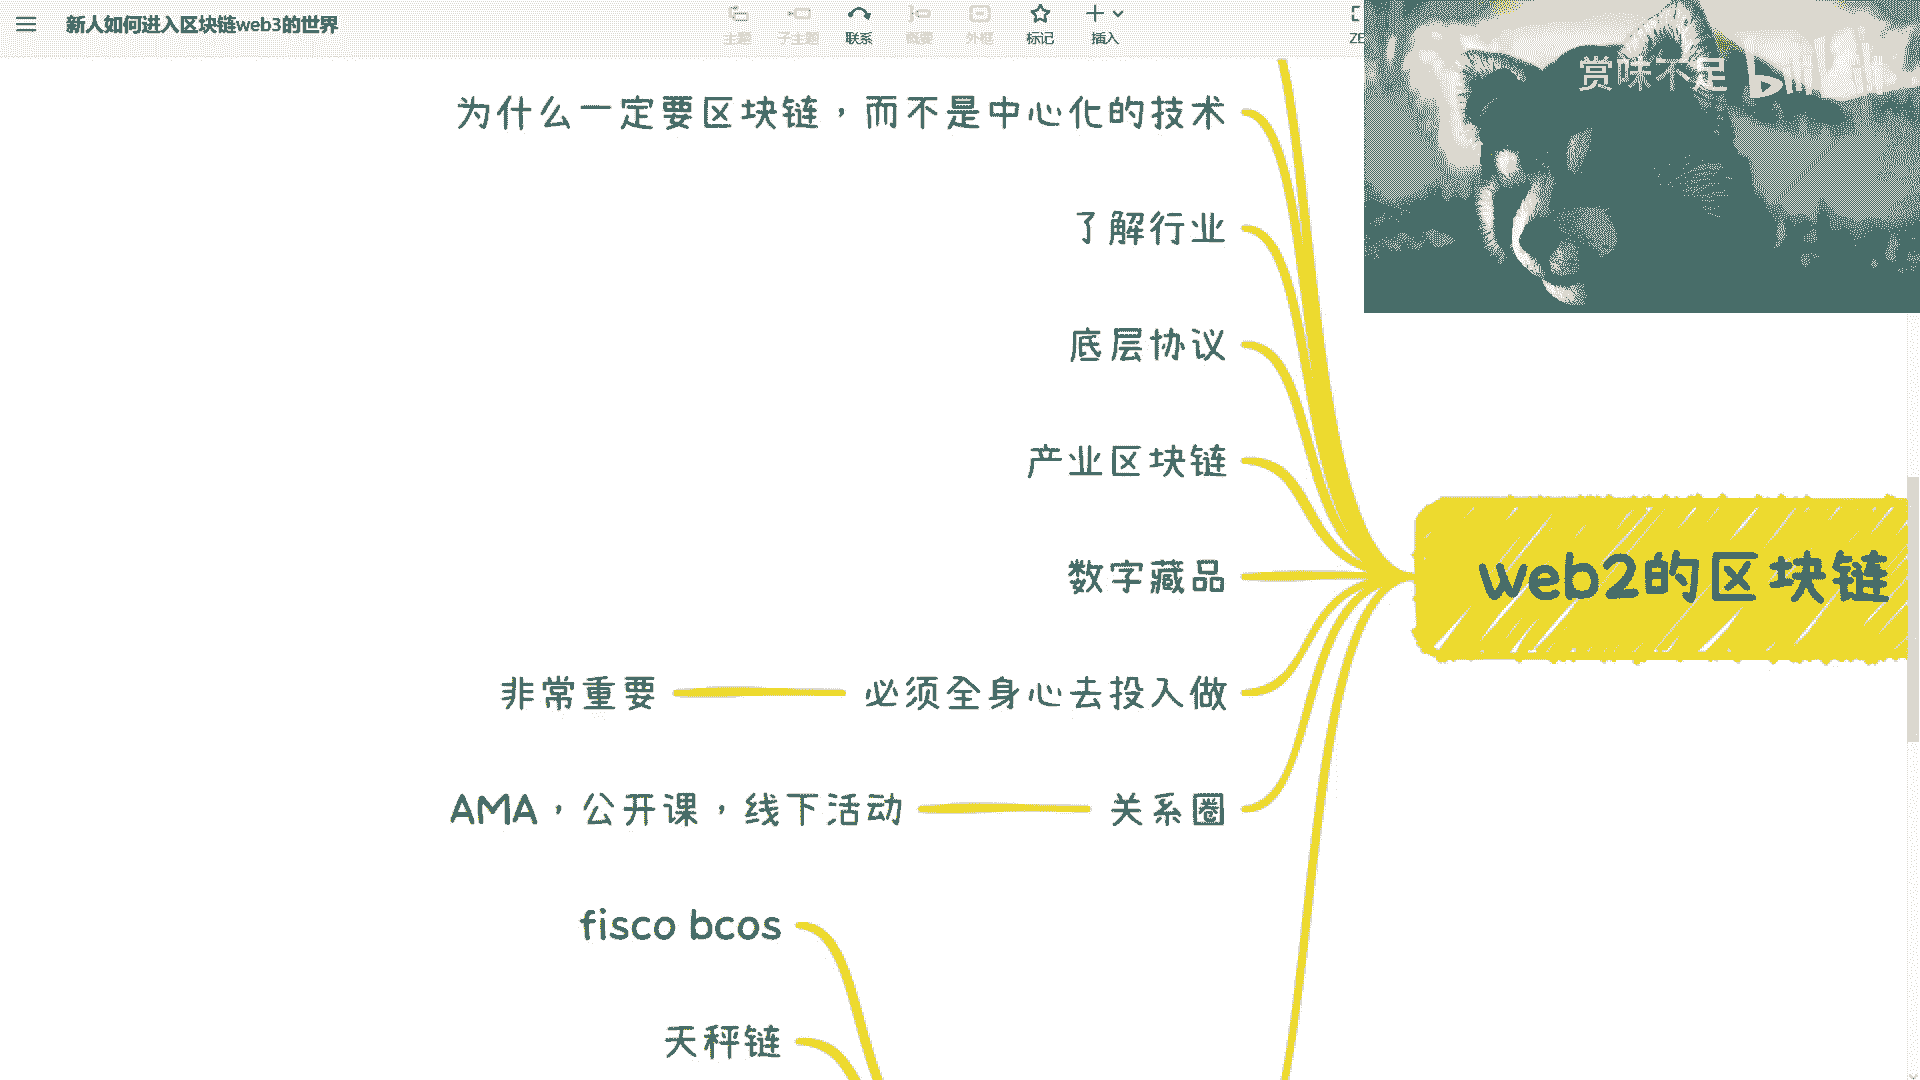 新人如何进入区块链web3的世界
主题 子主题 联系 概要 外框 标记 插入
赏味不足 bilibili
为什么一定要区块链，而不是中心化的技术
了解行业
底层协议
产业区块链
web2的区块链
数字藏品
非常重要 必须全身心去投入做
AMA，公开课，线下活动 关系圈
fisco bcos
天秤链